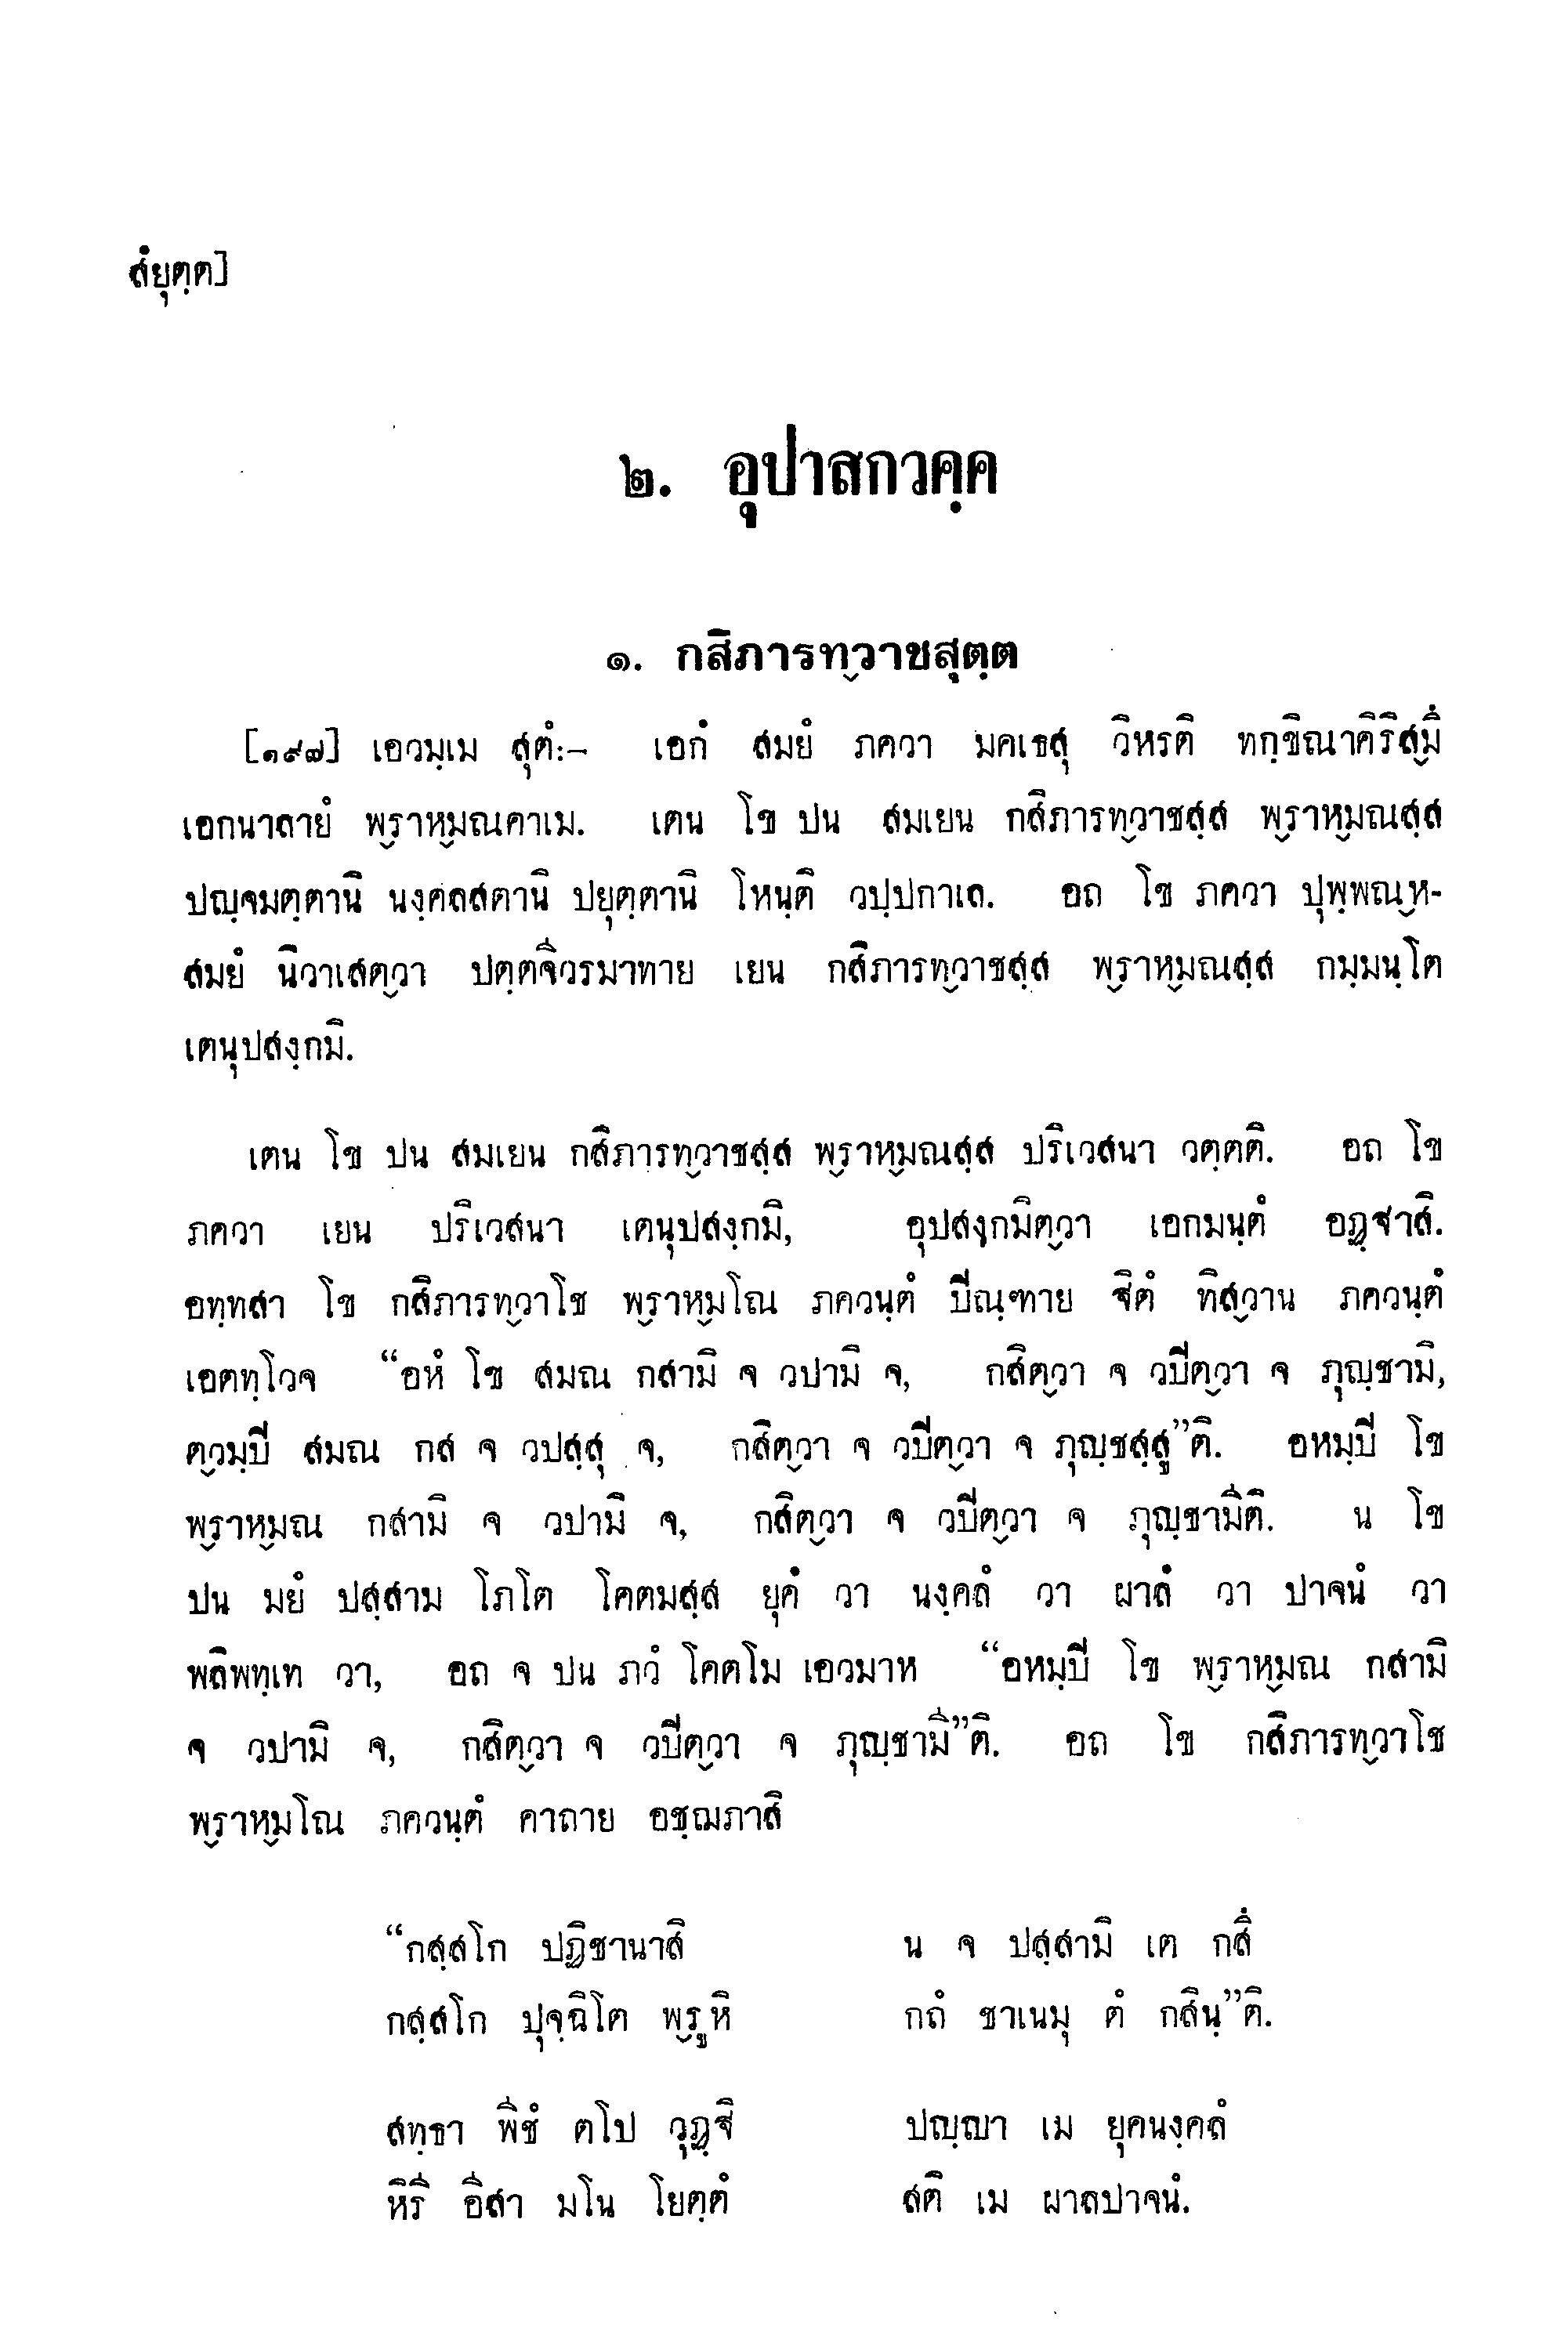 สํยุตฺต]
๒. อุปาสกวคฺค
๑. กสิภารท๎วาชสุตฺต
[๑๙๗] เอวมฺเม สุตํ:– เอกํ สมยํ ภควา มคเธสุ วิหรติ ทกฺขิณาคิริส๎มึ
เอกนาลายํ พ๎ราห๎มณคาเม. เตน โข ปน สมเยน กสิภารท๎วาชสฺส พ๎ราห๎มณสฺส
ปญฺจมตฺตานิ นงฺคลสตานิ ปยุตฺตานิ โหนฺติ วปฺปกาเล. อถ โข ภควา ปุพฺพณ๎ห-
สมยํ นิวาเสต๎วา ปตฺตจีวรมาทาย เยน กสิภารท๎วาชสฺส พ๎ราห๎มณสฺส กมฺมนฺโต
เตนุปสงฺกมิ.
เตน โข ปน สมเยน กสิภารท๎วาชสฺส พ๎ราห๎มณสฺส ปริเวสนา วตฺตติ. อถ โข
ภควา เยน ปริเวสนา เตนุปสงฺกมิ, อุปสงฺกมิต๎วา เอกมนฺตํ อฏฺฐาสิ.
อทฺทสา โข กสิภารท๎วาโช พ๎ราห๎มโณ ภควนฺตํ ปิณฺฑาย ฐิตํ ทิส๎วาน ภควนฺตํ
เอตทฺโวจ “อหํ โข สมณ กสามิ จ วปามิ จ, กสิต๎วา จ วปิต๎วา จ ภุญฺชามิ,
ต๎วมฺปิ สมณ กส จ วปสฺสุ จ, กสิต๎วา จ วปิต๎วา จ ภุญฺชสฺสู”ติ. อหมฺปิ โข
พ๎ราห๎มณ กสามิ จ วปามิ จ, กสิต๎วา จ วปิต๎วา จ ภุญฺชามีติ. น โข
ปน มยํ ปสฺสาม โภโต โคตมสฺส ยุคํ วา นงฺคลํ วา ผาลํ วา ปาจนํ วา
พลิพทฺเท วา, อถ จ ปน ภวํ โคตโม เอวมาห “อหมฺปิ โข พ๎ราห๎มณ กสามิ
จ วปามิ จ, กสิต๎วา จ วปิต๎วา จ ภุญฺชามี”ติ. อถ โข กสิภารท๎วาโช
พ๎ราห๎มโณ ภควนฺตํ คาถาย อชฺฌภาสิ
“กสฺสโก ปฏิชานาสิ น จ ปสฺสามิ เต กสึ
กสฺสโก ปุจฺฉิโต พ๎รูหิ กถํ ชาเนมุ ตํ กสินฺ”ติ.
สทฺธา พีชํ ตโป วุฏฺฐิ ปญฺญา เม ยุคนงฺคลํ
หิรี อีสา มโน โยตฺตํ สติ เม ผาลปาจนํ.